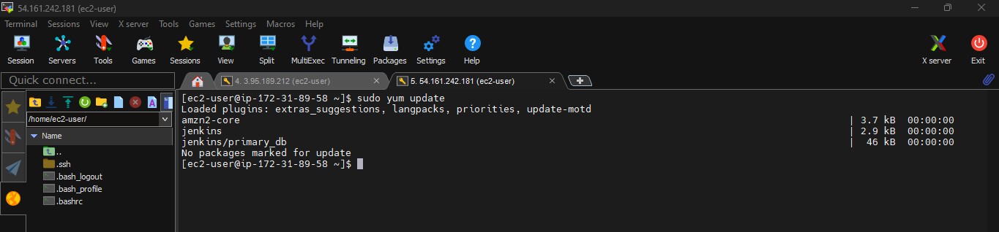 54.161.242.181 (ec2-user)
Terminal Sessions View X server Tools Games Settings Macros Help
Session Servers Tools Games Sessions View Split MultiExec Tunneling Packages Settings Help X server Exit
Quick connect...
4. 3.95.189.212 (ec2-user)
5. 54.161.242.181 (ec2-user)
/home/ec2-user/
Name
..
.ssh
.bash_logout
.bash_profile
.bashrc
[ec2-user@ip-172-31-89-58 ~]$ sudo yum update
Loaded plugins: extras_suggestions, langpacks, priorities, update-motd
amzn2-core | 3.7 kB 00:00:00
jenkins | 2.9 kB 00:00:00
jenkins/primary_db | 46 kB 00:00:00
No packages marked for update
[ec2-user@ip-172-31-89-58 ~]$